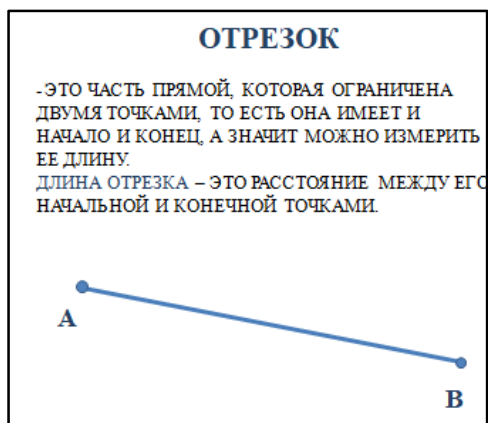 ОТРЕЗОК
-ЭТО ЧАСТЬ ПРЯМОЙ, КОТОРАЯ ОГРАНИЧЕНА
ДВУМЯ ТОЧКАМИ, ТО ЕСТЬ ОНА ИМЕЕТ И
НАЧАЛО И КОНЕЦ, А ЗНАЧИТ МОЖНО ИЗМЕРИТЬ
ЕЕ ДЛИНУ.
ДЛИНА ОТРЕЗКА – ЭТО РАССТОЯНИЕ МЕЖДУ ЕГО
НАЧАЛЬНОЙ И КОНЕЧНОЙ ТОЧКАМИ.
А
В